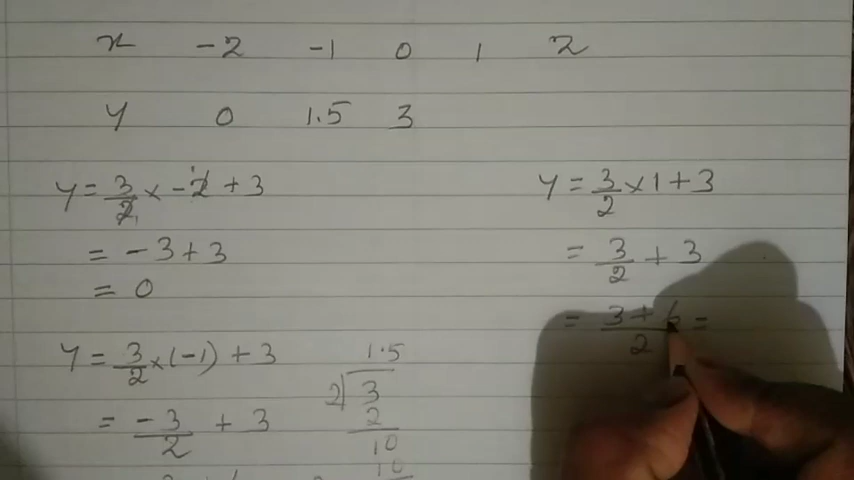 x -2 -1 0 1 2
y 0 1.5 3
y = 3/2 × -2 + 3
= -3 + 3
= 0
y = 3/2 × (-1) + 3
= -3/2 + 3
1.5
2 3
2
10
10
y = 3/2 × 1 + 3
= 3/2 + 3
= 3 + 6/2 =